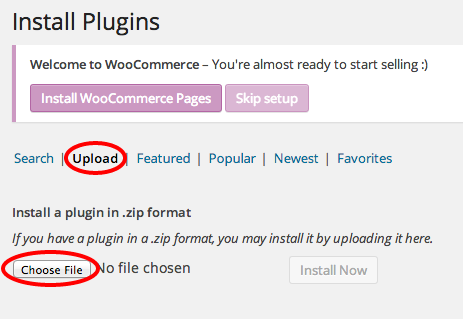 Install Plugins
Welcome to WooCommerce – You're almost ready to start selling :)
Install WooCommerce Pages Skip setup
Search | Upload | Featured | Popular | Newest | Favorites
Install a plugin in .zip format
If you have a plugin in a .zip format, you may install it by uploading it here.
Choose File No file chosen Install Now